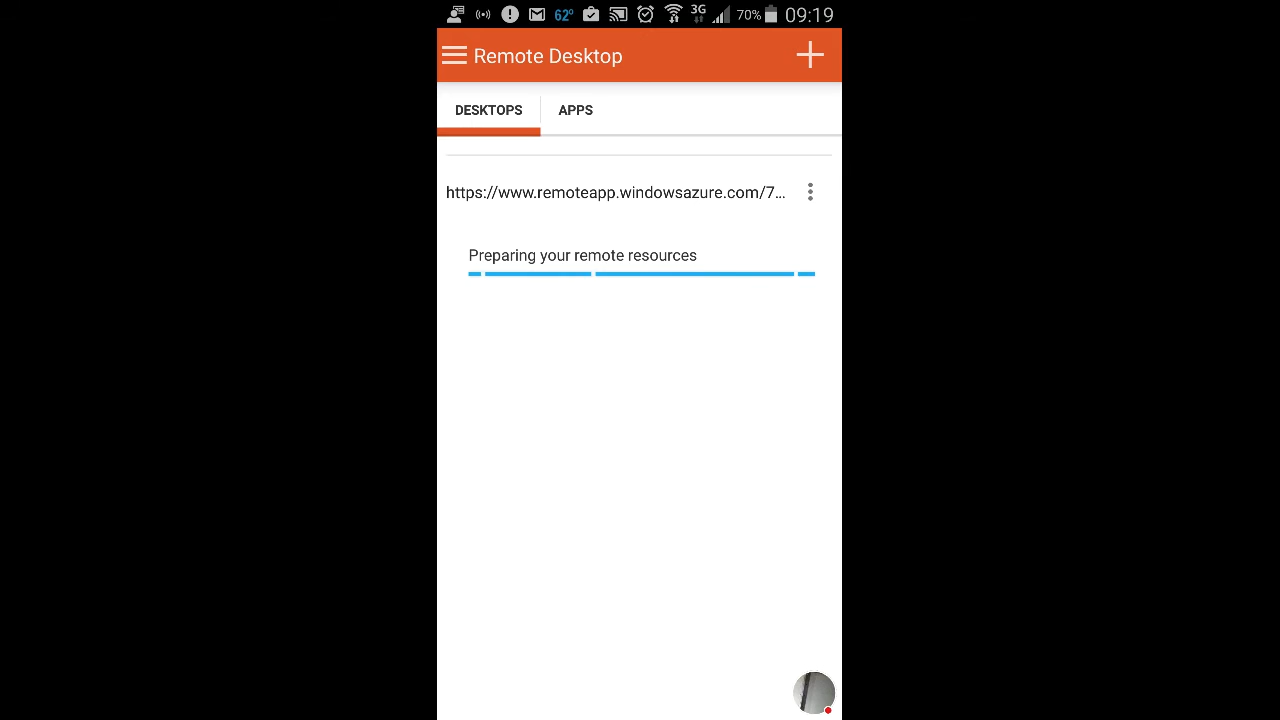 62° 3G 70% 09:19
Remote Desktop
DESKTOPS APPS
https://www.remoteapp.windowsazure.com/7...
Preparing your remote resources